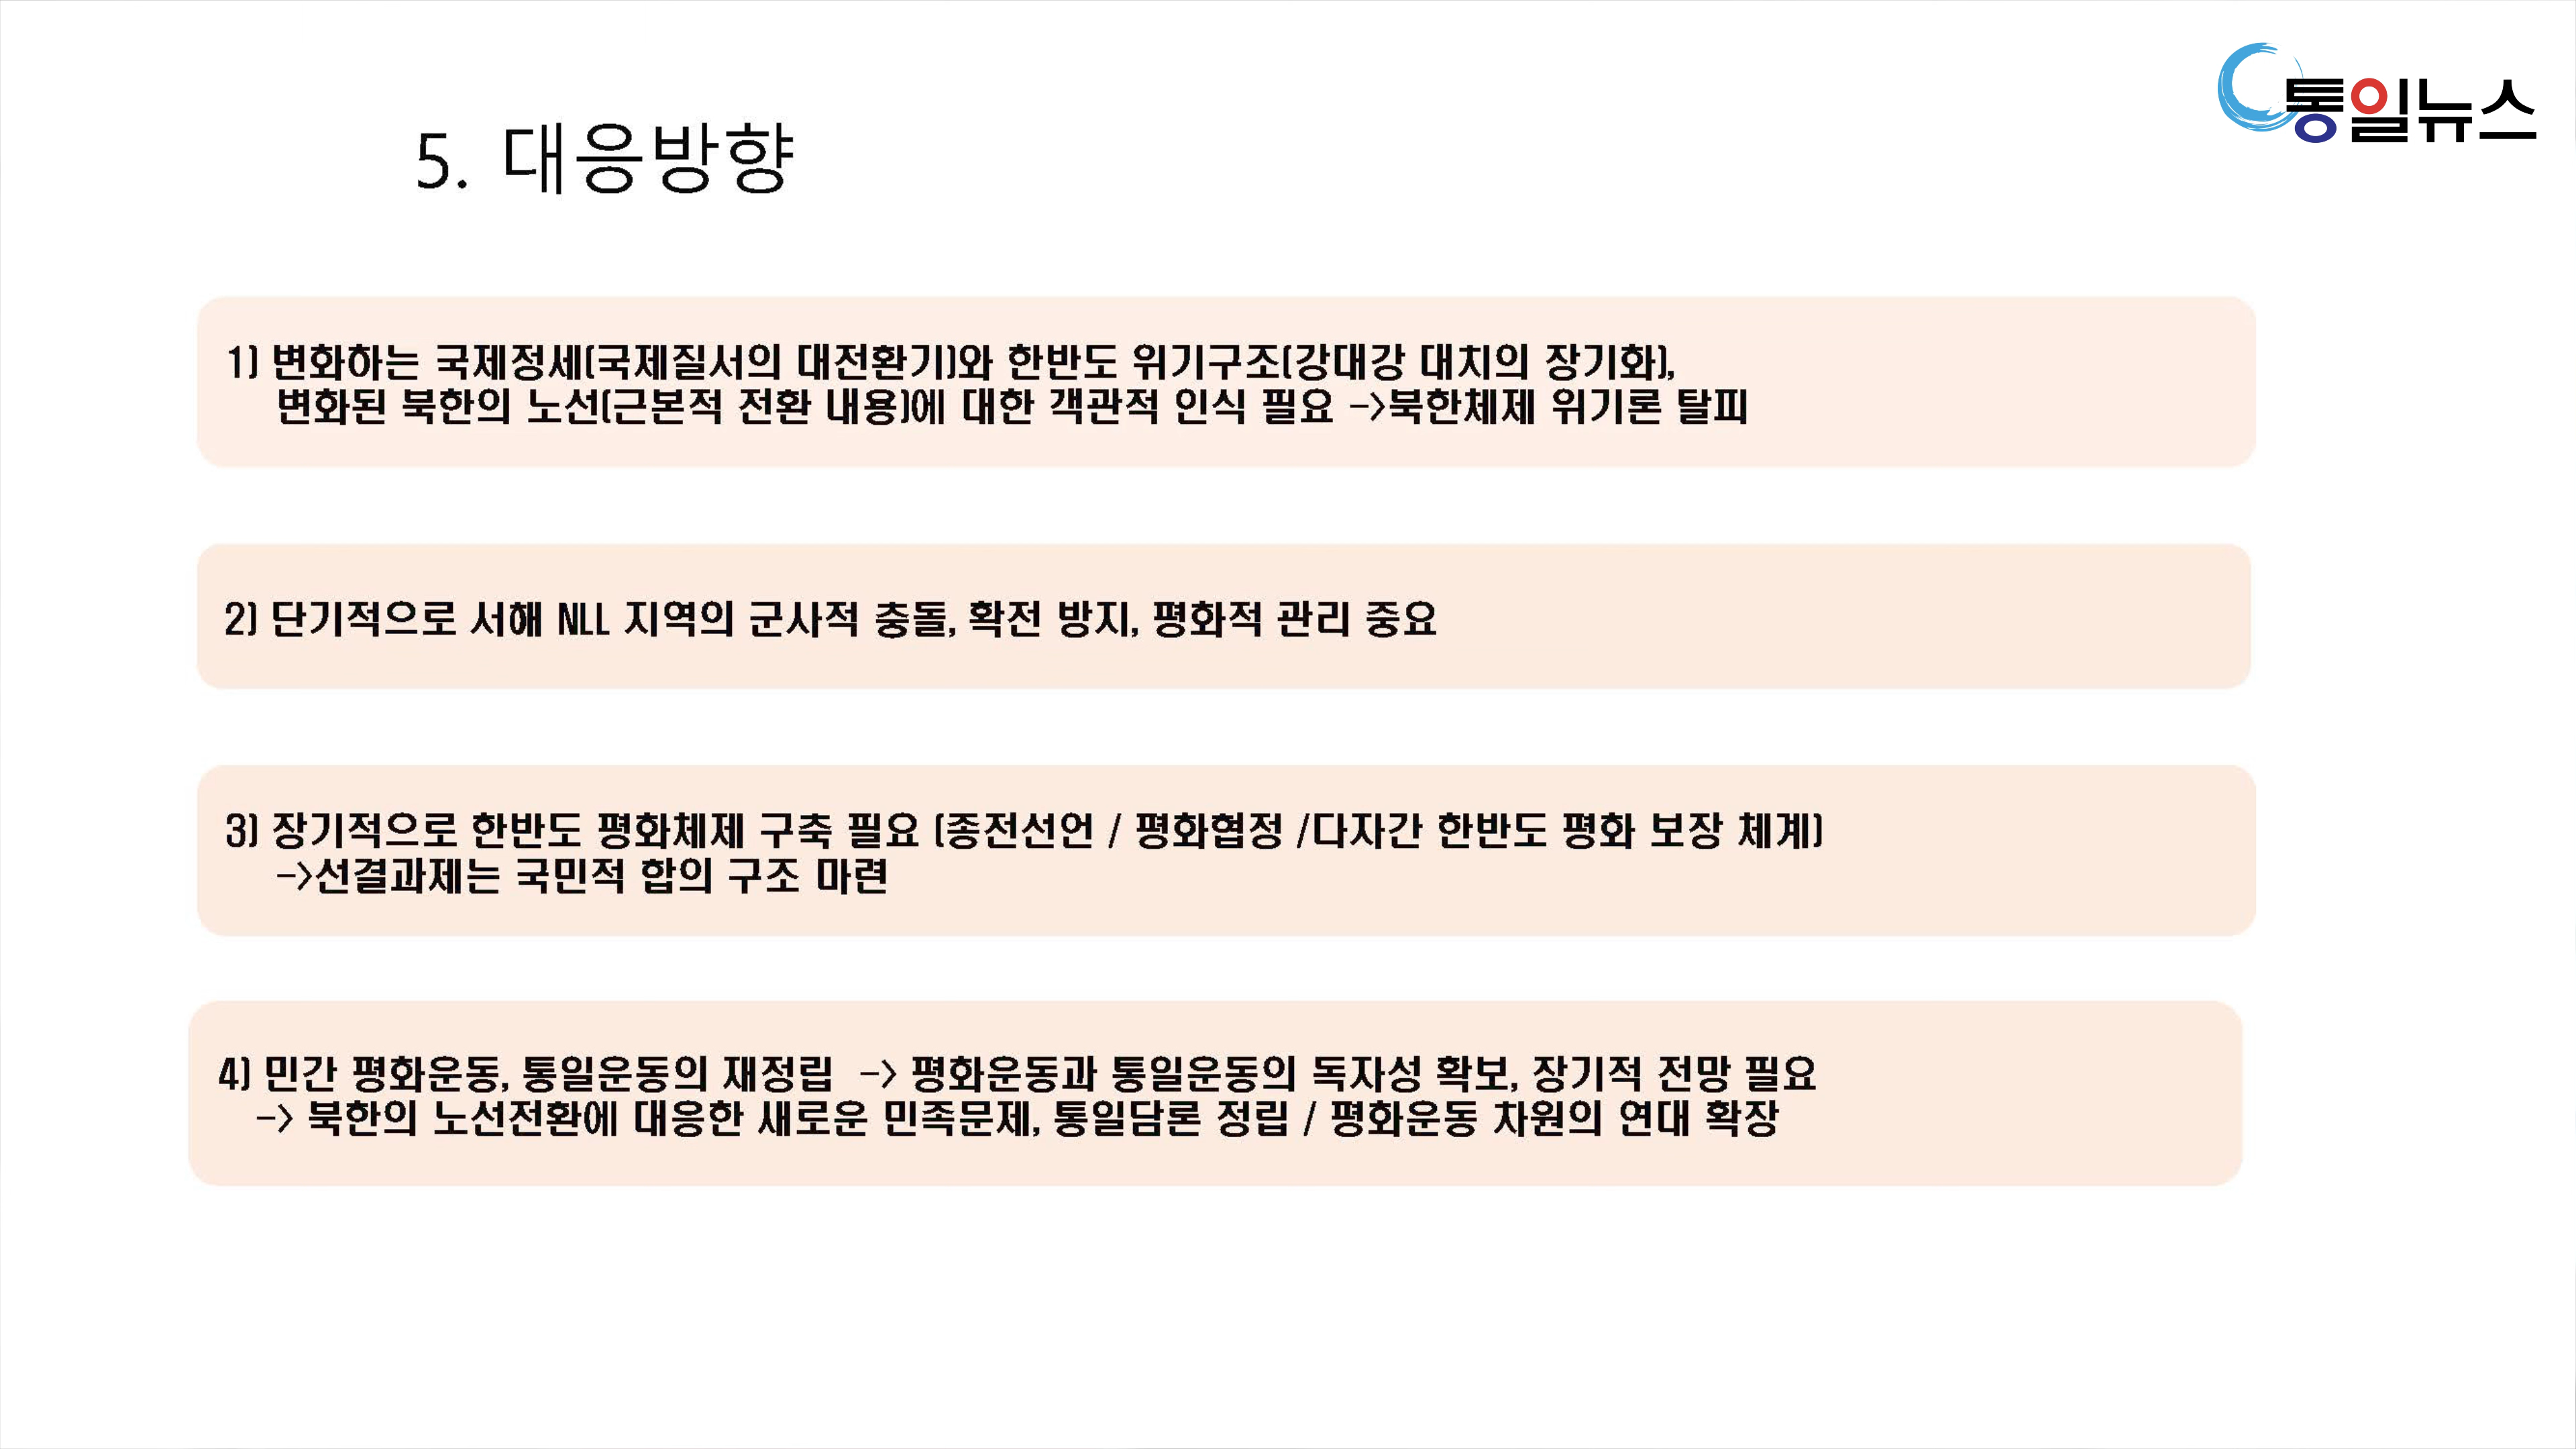 통일뉴스
5. 대응방향
1) 변화하는 국제정세(국제질서의 대전환기)와 한반도 위기구조(강대강 대치의 장기화),
변화된 북한의 노선(근본적 전환 내용)에 대한 객관적 인식 필요 ->북한체제 위기론 탈피
2) 단기적으로 서해 NLL 지역의 군사적 충돌, 확전 방지, 평화적 관리 중요
3) 장기적으로 한반도 평화체제 구축 필요 (종전선언 / 평화협정 /다자간 한반도 평화 보장 체계)
->선결과제는 국민적 합의 구조 마련
4) 민간 평화운동, 통일운동의 재정립 -> 평화운동과 통일운동의 독자성 확보, 장기적 전망 필요
-> 북한의 노선전환에 대응한 새로운 민족문제, 통일담론 정립 / 평화운동 차원의 연대 확장